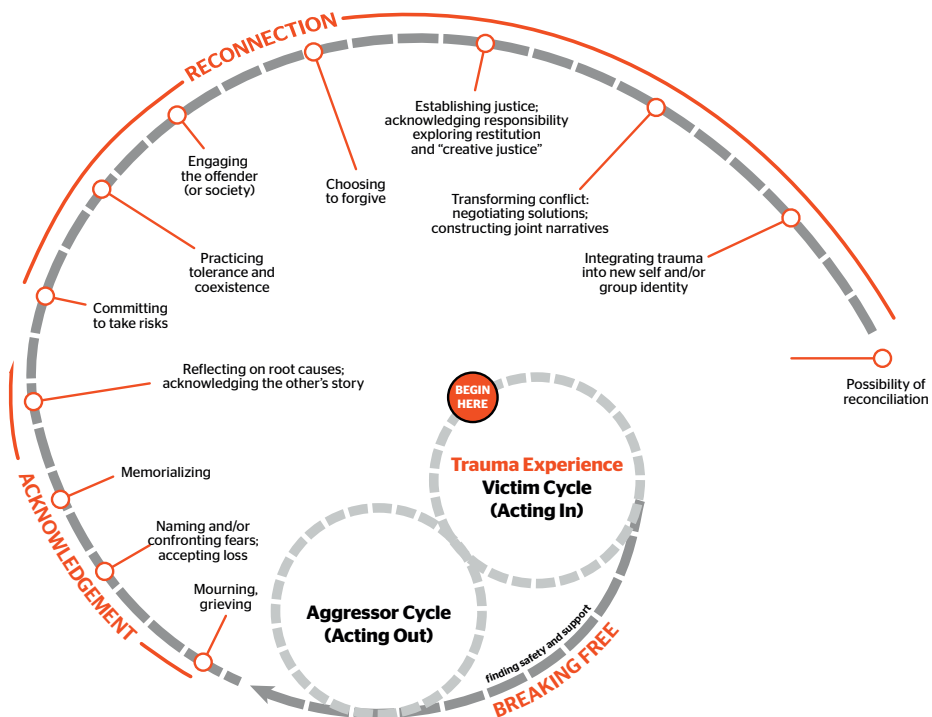 BEGIN
HERE
Trauma Experience
Victim Cycle
(Acting In)
Aggressor Cycle
(Acting Out)
finding safety and support
BREAKING FREE
Mourning,
grieving
Naming and/or
confronting fears;
accepting loss
Memorializing
Reflecting on root causes;
acknowledging the other's story
ACKNOWLEDGEMENT
Committing
to take risks
Practicing
tolerance and
coexistence
Engaging
the offender
(or society)
RECONNECTION
Choosing
to forgive
Establishing justice;
acknowledging responsibility
exploring restitution
and “creative justice”
Transforming conflict:
negotiating solutions;
constructing joint narratives
Integrating trauma
into new self and/or
group identity
Possibility of
reconciliation